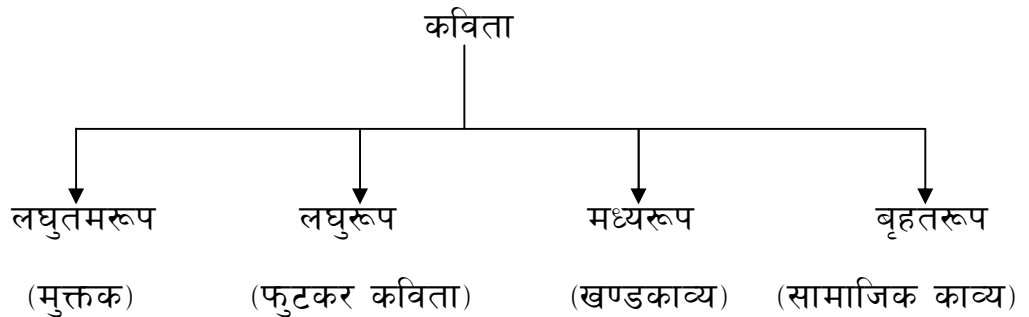 कविता
लघुतमरूप लघुरूप मध्यरूप बृहतरूप
(मुक्तक) (फुटकर कविता) (खण्डकाव्य) (सामाजिक काव्य)